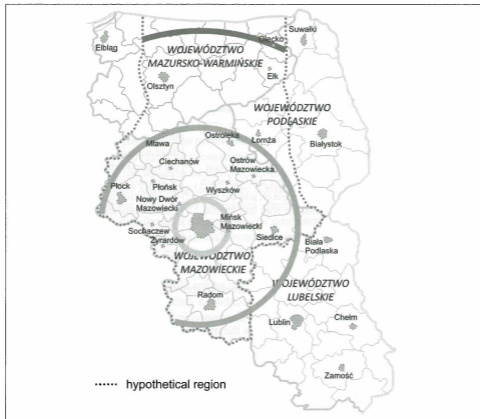 Suwałki
Elbląg
Olecko
WOJEWÓDZTWO
MAZURSKO-WARMIŃSKIE
Ełk
Olsztyn
WOJEWÓDZTWO
PODLASKIE
Ostrołęka
Łomża
Białystok
Mława
Ciechanów
Ostrów
Mazowiecka
Płock
Płońsk
Wyszków
Nowy Dwór
Mazowiecki
Mińsk
Mazowiecki
Sochaczew
Żyrardów
Siedlce
Biała
Podlaska
WOJEWÓDZTWO
MAZOWIECKIE
WOJEWÓDZTWO
LUBELSKIE
Radom
Lublin
Chełm
Zamość
hypothetical region